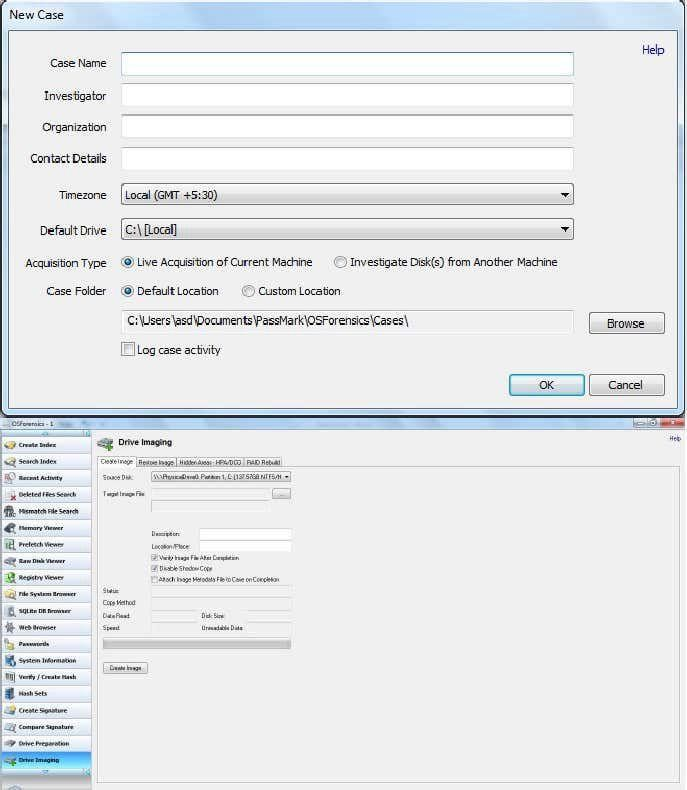 New Case
Help
Case Name
Investigator
Organization
Contact Details
Timezone Local (GMT +5:30)
Default Drive C:\ [Local]
Acquisition Type Live Acquisition of Current Machine Investigate Disk(s) from Another Machine
Case Folder Default Location Custom Location
C:\Users\asd\Documents\PassMark\OSForensics\Cases\ Browse
Log case activity
OK Cancel
OSForensics - 1
Create Index
Search Index
Recent Activity
Deleted Files Search
Mismatch File Search
Memory Viewer
Prefetch Viewer
Raw Disk Viewer
Registry Viewer
File System Browser
SQLite DB Browser
Web Browser
Passwords
System Information
Verify / Create Hash
Hash Sets
Create Signature
Compare Signature
Drive Preparation
Drive Imaging
Drive Imaging
Help
Create Image Restore Image Hidden Areas - HPA/DCO RAID Rebuild
Source Disk: \\.\PhysicalDrive0: Partition 1, C: [137.57GB NTFS/H
Target Image File: ...
Description:
Location /Place:
Verify Image File After Completion
Disable Shadow Copy
Attach Image Metadata File to Case on Completion
Status:
Copy Method:
Data Read: Disk Size:
Speed: Unreadable Data:
Create Image